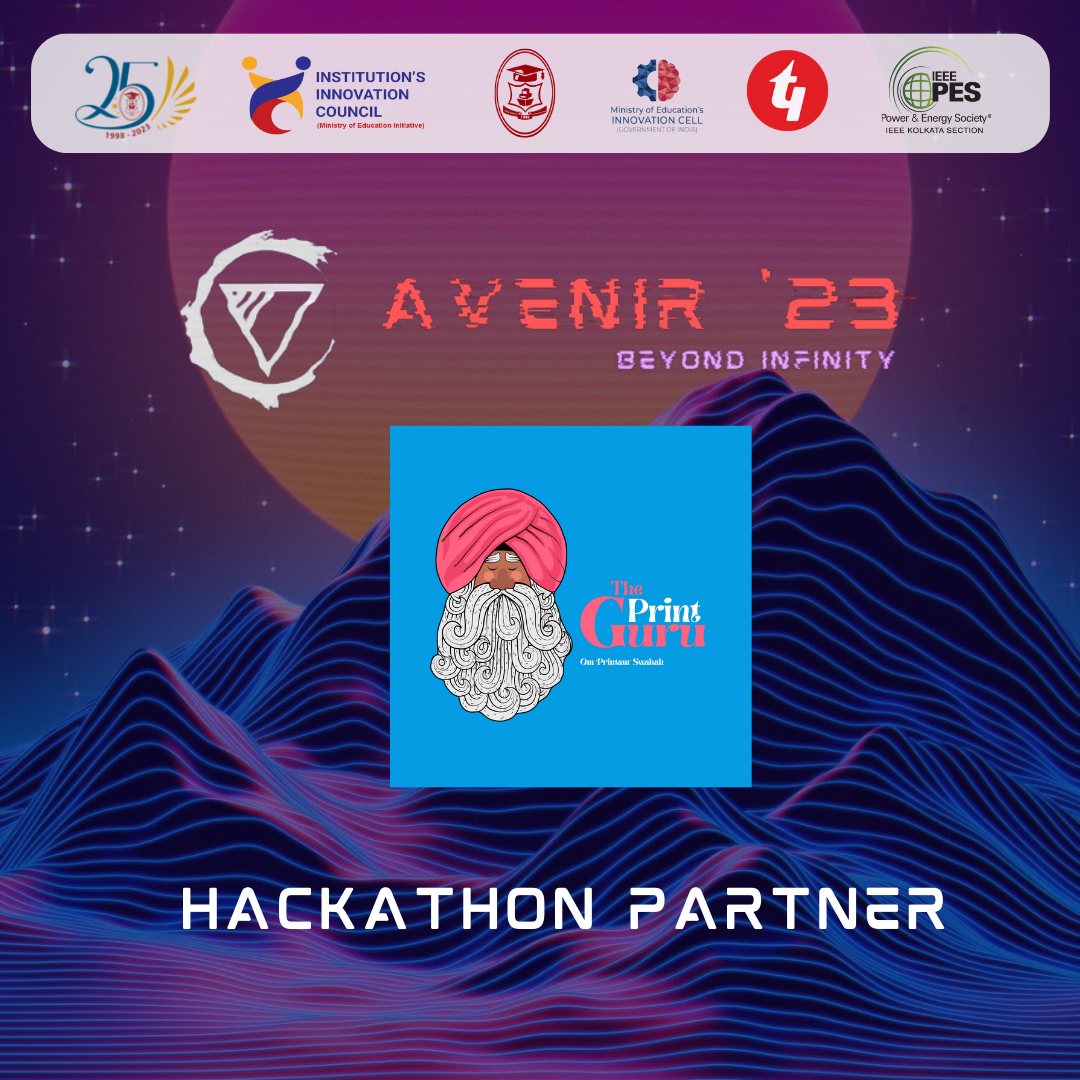 25
1998 - 2023
INSTITUTION'S
INNOVATION
COUNCIL
(Ministry of Education Initiative)
Ministry of Education's
INNOVATION CELL
(GOVERNMENT OF INDIA)
IEEE
PES
Power & Energy Society®
IEEE KOLKATA SECTION
AVENIR '23
BEYOND INFINITY
The
Print
Guru
Om Printam Swahah
HACKATHON PARTNER